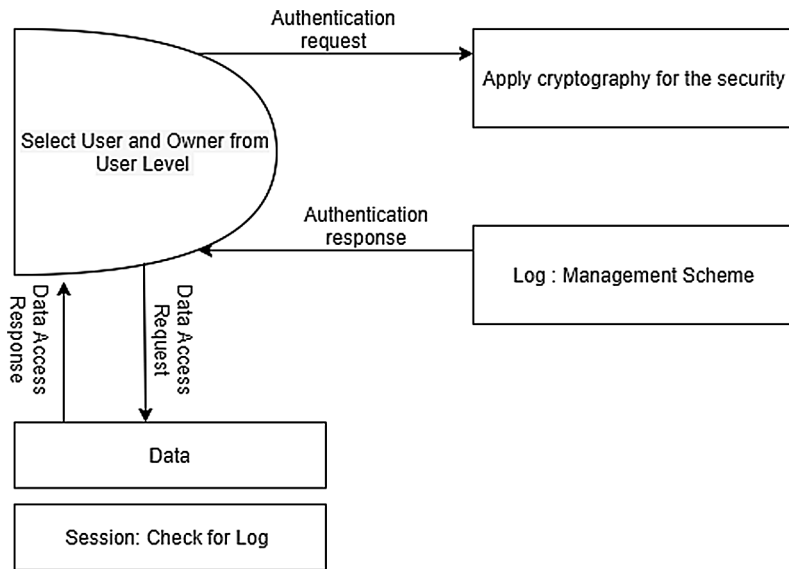 Authentication
request
Apply cryptography for the security
Select User and Owner from
User Level
Authentication
response
Log : Management Scheme
Data Access
Response
Data Access
Request
Data
Session: Check for Log